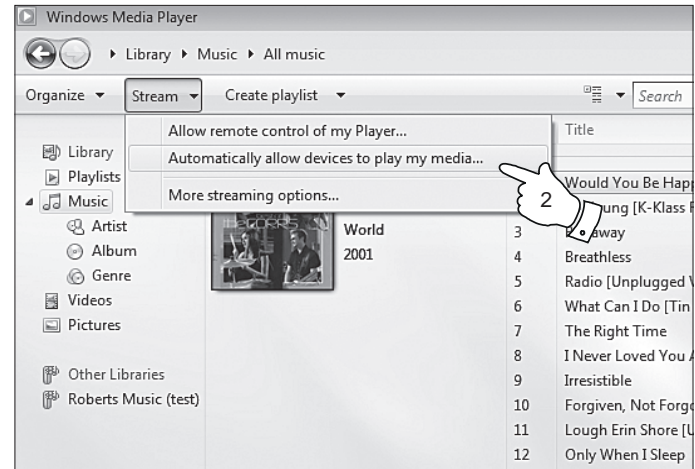 Windows Media Player
Library Music All music
Organize Stream Create playlist Search
Allow remote control of my Player...
Automatically allow devices to play my media...
More streaming options...
2
Library
Playlists
Music
Artist
Album
Genre
Videos
Pictures
Other Libraries
Roberts Music (test)
THE CORRS
World
2001
Title
Would You Be
[K-Klass
3
4 Breathless
5 Radio [Unplugged
6 What Can I Do [Tin
7 The Right Time
8 I Never Loved You
9 Irresistible
10 Forgiven, Not
11 Lough Erin Shore
12 Only When I Sleep